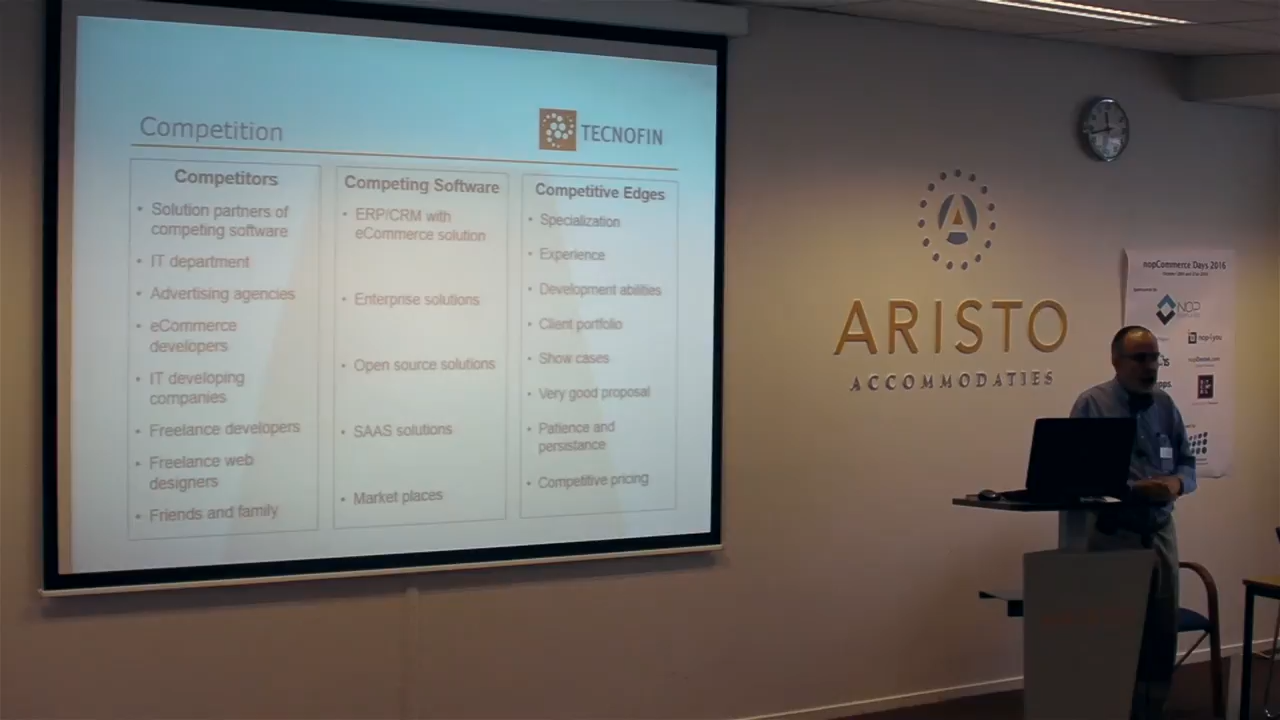 Competition
TECNOFIN
Competitors
• Solution partners of
competing software
• IT department
• Advertising agencies
• eCommerce
developers
• IT developing
companies
• Freelance developers
• Freelance web
designers
• Friends and family
Competing Software
• ERP/CRM with
eCommerce solution
• Enterprise solutions
• Open source solutions
• SAAS solutions
• Market places
Competitive Edges
• Specialization
• Experience
• Development abilities
• Client portfolio
• Show cases
• Very good proposal
• Patience and
persistance
• Competitive pricing
A
ARISTO
ACCOMMODATIES
nopCommerce Days 2016
NOP
nop4you